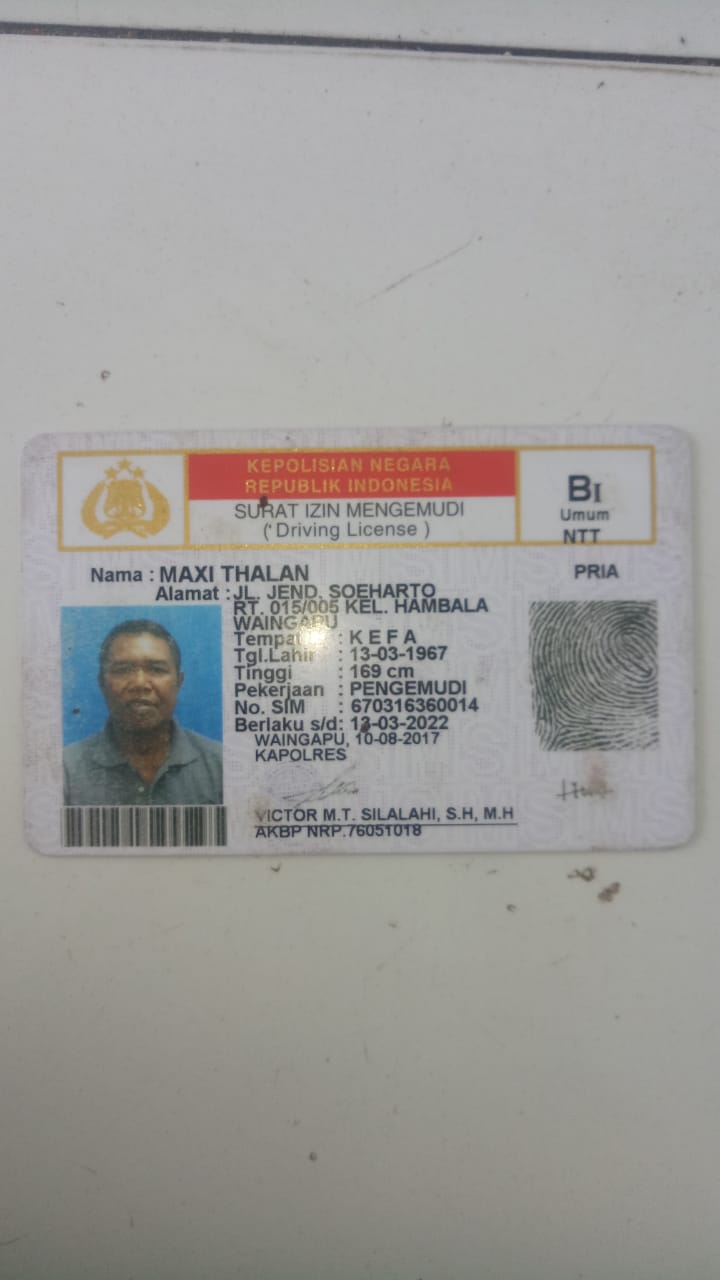 KEPOLISIAN NEGARA
REPUBLIK INDONESIA
SURAT IZIN MENGEMUDI
( Driving License )
BI
Umum
NTT
Nama : MAXI THALAN
PRIA
Alamat : JL. JEND. SOEHARTO
RT. 015/005 KEL. HAMBALA
WAINGAPU
Tempat : K E F A
Tgl.Lahir : 13-03-1967
Tinggi : 169 cm
Pekerjaan : PENGEMUDI
No. SIM : 670316360014
Berlaku s/d: 13-03-2022
WAINGAPU, 10-08-2017
KAPOLRES
VICTOR M.T. SILALAHI, S.H, M.H
AKBP NRP.76051018